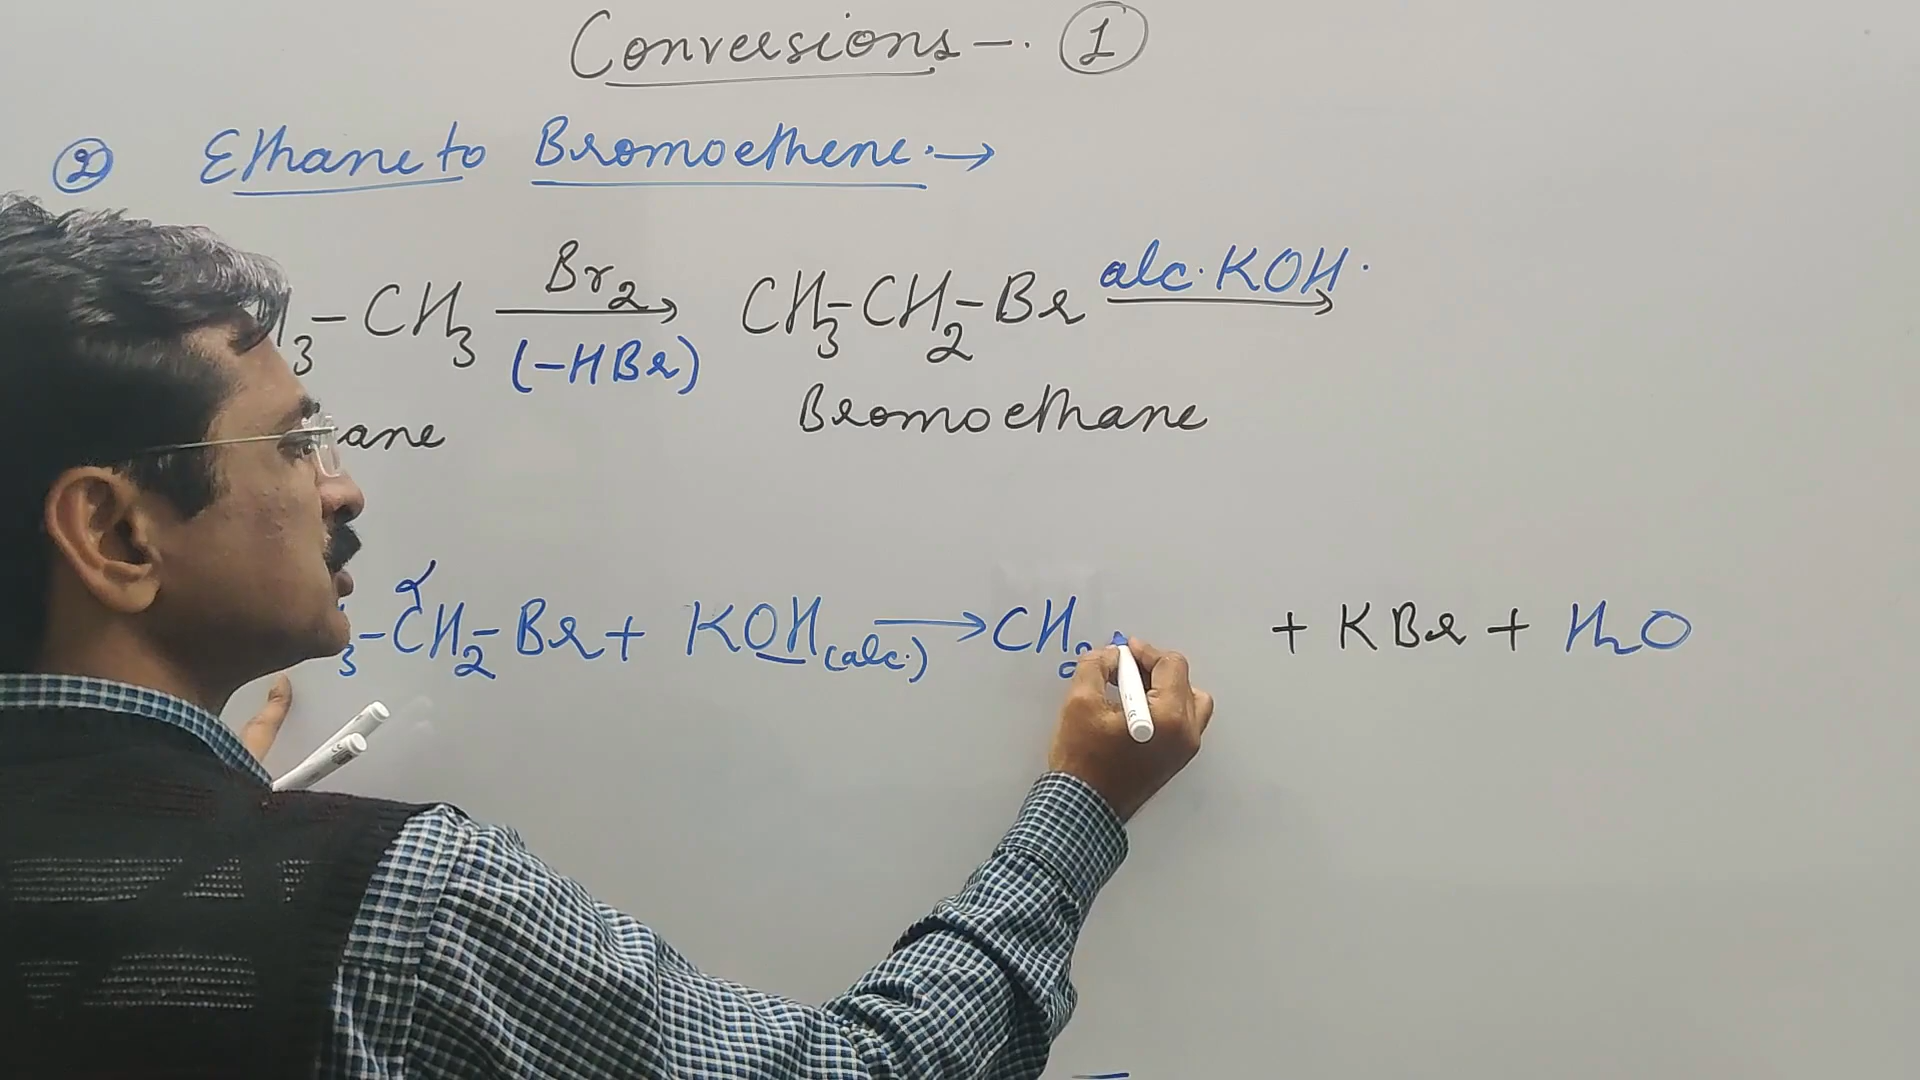 Conversions –. ①
② Ethane to Bromoethene. →
3 – CH3 Br2 → (–HBr) CH3–CH2–Br alc. KOH. →
ane Bromoethane
3–CH2–Br + KOH (alc.) → CH2 + KBr + H2O
α